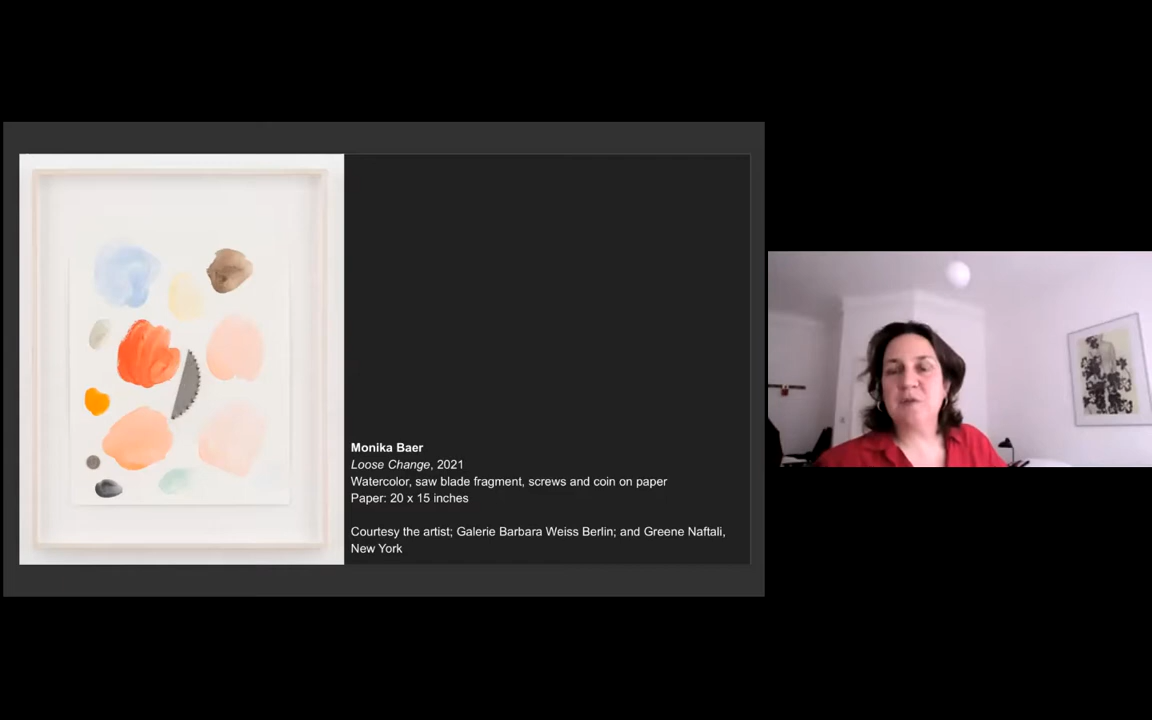 Monika Baer
Loose Change, 2021
Watercolor, saw blade fragment, screws and coin on paper
Paper: 20 x 15 inches
Courtesy the artist; Galerie Barbara Weiss Berlin; and Greene Naftali,
New York